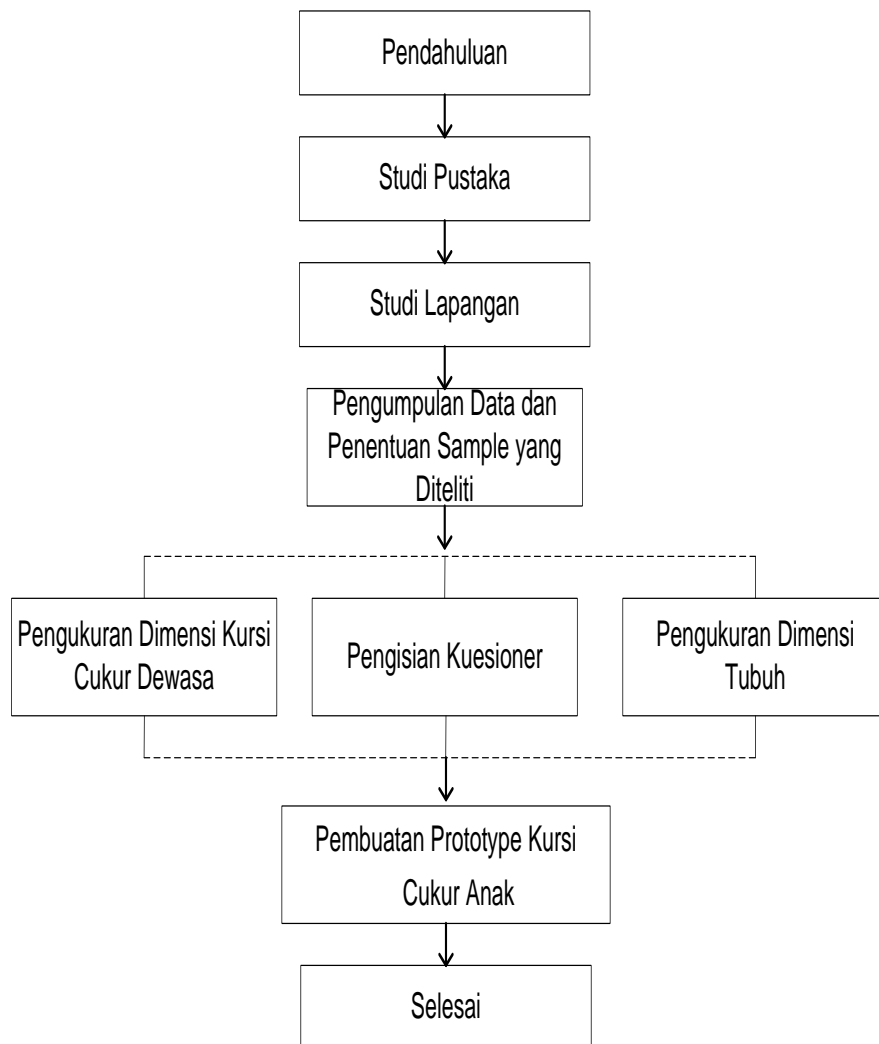 Pendahuluan
Studi Pustaka
Studi Lapangan
Pengumpulan Data dan
Penentuan Sample yang
Diteliti
Pengukuran Dimensi Kursi
Cukur Dewasa
Pengisian Kuesioner
Pengukuran Dimensi
Tubuh
Pembuatan Prototype Kursi
Cukur Anak
Selesai